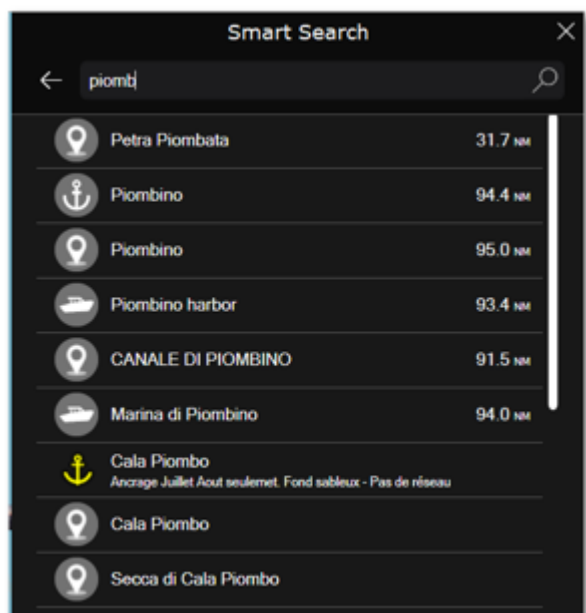 Smart Search
piomb
Petra Piombata 31.7 NM
Piombino 94.4 NM
Piombino 95.0 NM
Piombino harbor 93.4 NM
CANALE DI PIOMBINO 91.5 NM
Marina di Piombino 94.0 NM
Cala Piombo
Ancrage Juillet Aout seulemet. Fond sableux - Pas de réseau
Cala Piombo
Secca di Cala Piombo